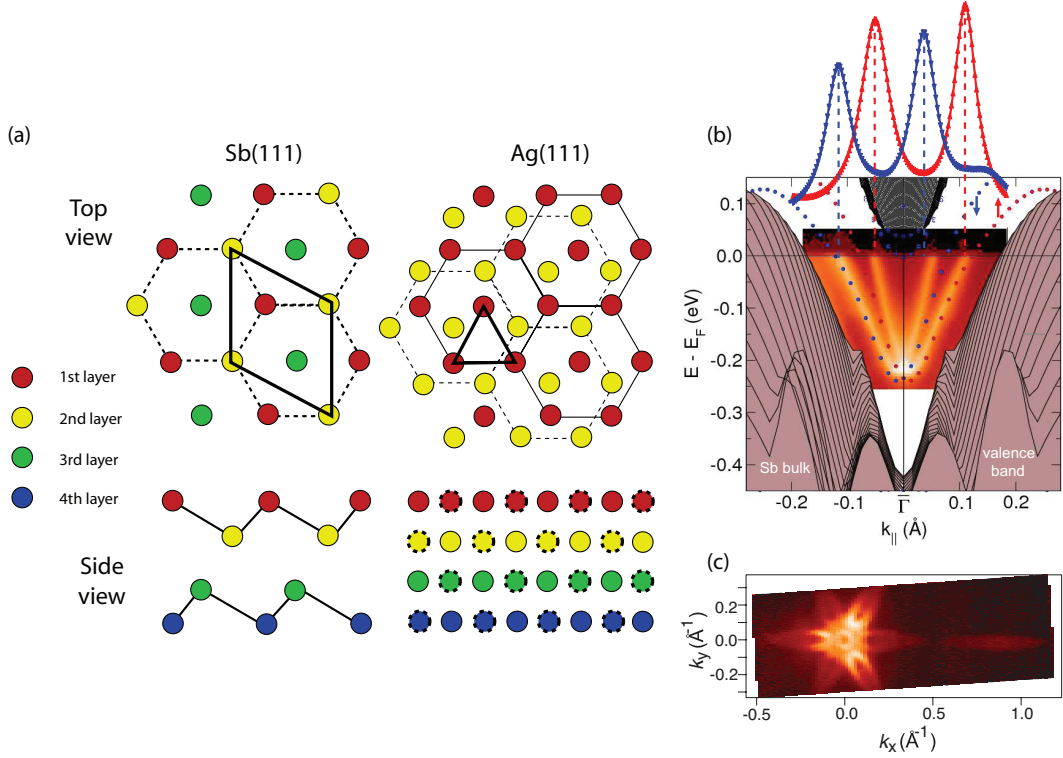 (a)
Sb(111)
Ag(111)
Top
view
1st layer
2nd layer
3rd layer
4th layer
Side
view
(b)
E - E_F (eV)
0.1
0.0
-0.1
-0.2
-0.3
-0.4
Sb bulk
valence
band
-0.2
-0.1
Γ̅
0.1
0.2
k_|| (Å)
(c)
k_y (Å⁻¹)
0.2
0.0
-0.2
-0.5
0.0
0.5
1.0
k_x (Å⁻¹)